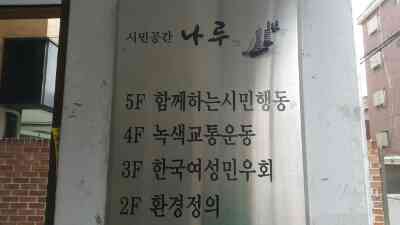 시민공간 나루
5F 함께하는시민행동
4F 녹색교통운동
3F 한국여성민우회
2F 환경정의